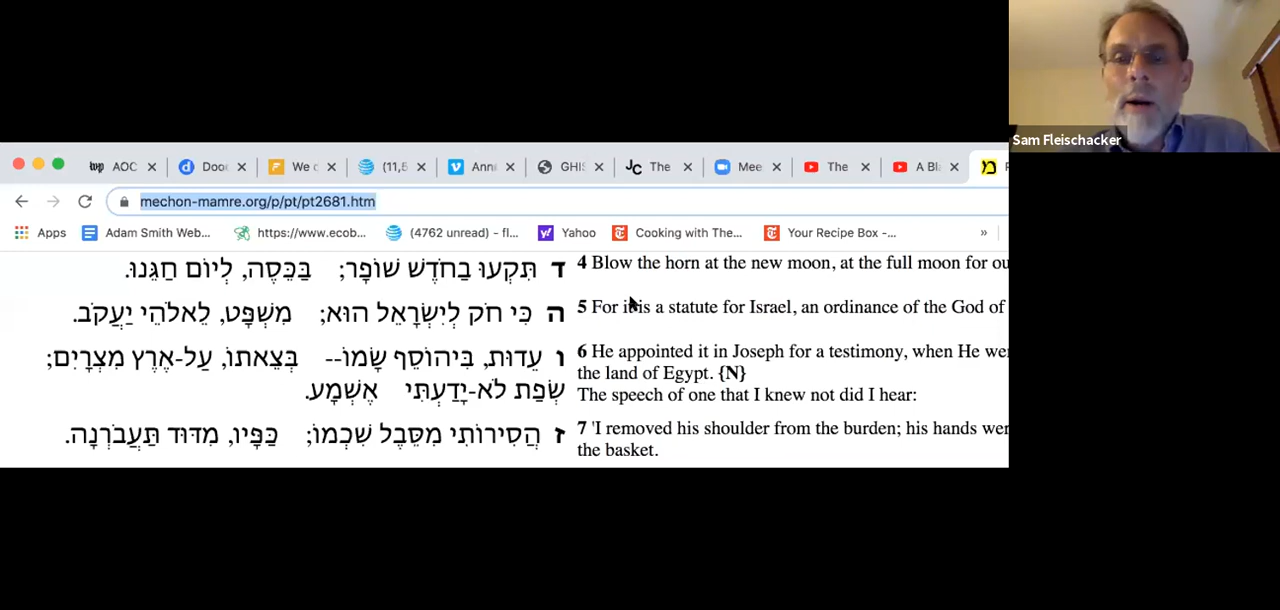 Sam Fleischacker
AOC
Doo
We c
(11,5
Anni
GHIS
JC The
Mee
The
A Bl
mechon-mamre.org/p/pt/pt2681.htm
Apps
Adam Smith Web...
https://www.ecob...
(4762 unread) - fl...
Yahoo
Cooking with The...
Your Recipe Box -...
»
ד תִּקְעוּ בַחֹדֶשׁ שׁוֹפָר; בַּכֵּסֶה, לְיוֹם חַגֵּנוּ.
4 Blow the horn at the new moon, at the full moon for ou
ה כִּי חֹק לְיִשְׂרָאֵל הוּא; מִשְׁפָּט, לֵאלֹהֵי יַעֲקֹב.
5 For it is a statute for Israel, an ordinance of the God of
ו עֵדוּת, בִּיהוֹסֵף שָׂמוֹ-- בְּצֵאתוֹ, עַל-אֶרֶץ מִצְרָיִם;
שְׂפַת לֹא-יָדַעְתִּי אֶשְׁמָע.
6 He appointed it in Joseph for a testimony, when He we
the land of Egypt. {N}
The speech of one that I knew not did I hear:
ז הֲסִירוֹתִי מִסֵּבֶל שִׁכְמוֹ; כַּפָּיו, מִדּוּד תַּעֲבֹרְנָה.
7 'I removed his shoulder from the burden; his hands wer
the basket.